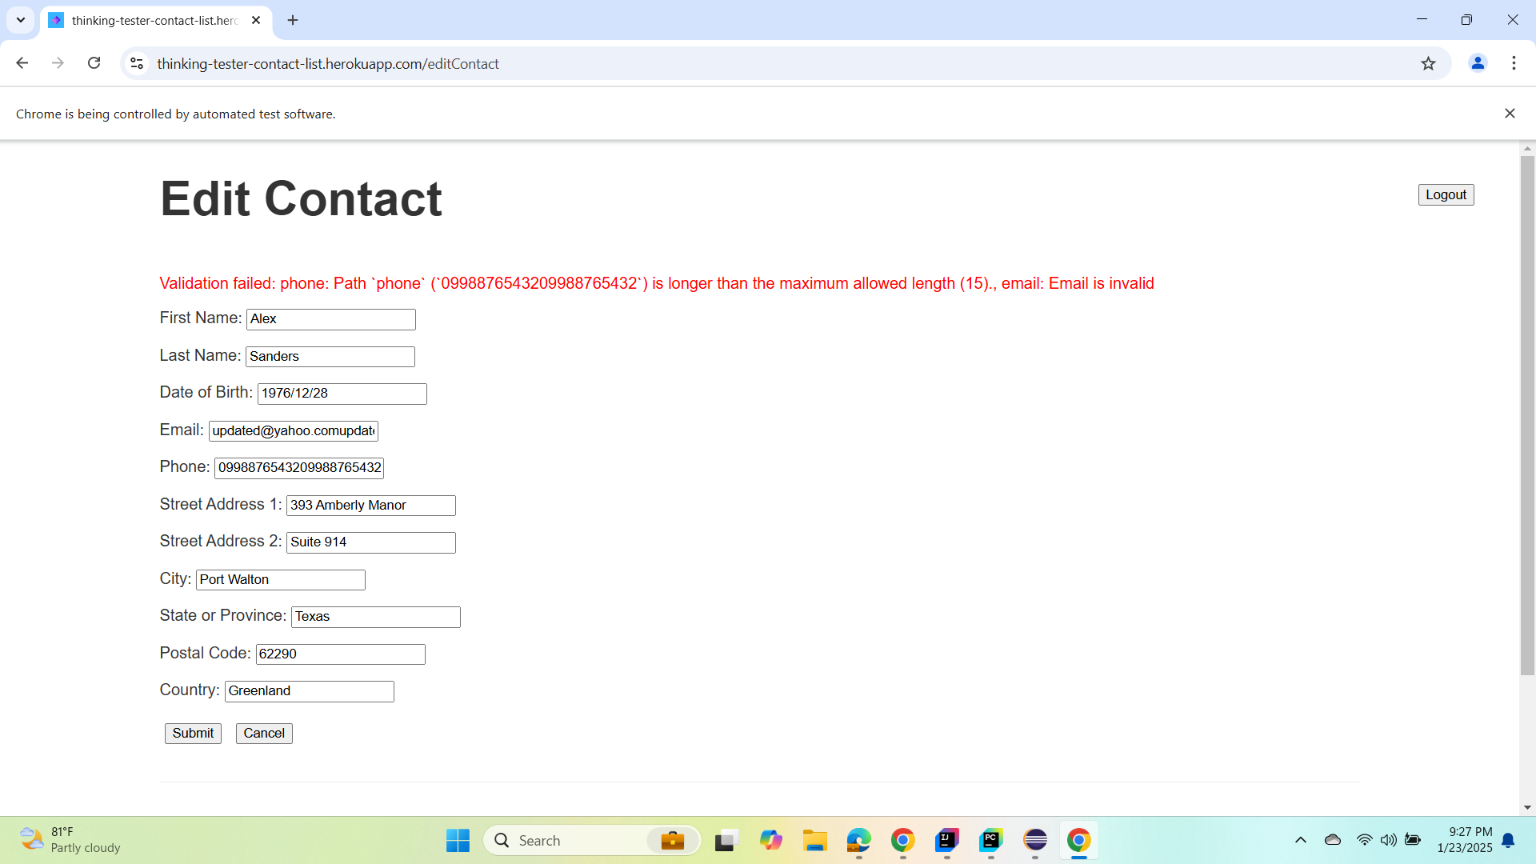 thinking-tester-contact-list.herc
thinking-tester-contact-list.herokuapp.com/editContact
Chrome is being controlled by automated test software.
Edit Contact
Logout
Validation failed: phone: Path `phone` (`0998876543209988765432`) is longer than the maximum allowed length (15)., email: Email is invalid
First Name: Alex
Last Name: Sanders
Date of Birth: 1976/12/28
Email: updated@yahoo.comupdat
Phone: 0998876543209988765432
Street Address 1: 393 Amberly Manor
Street Address 2: Suite 914
City: Port Walton
State or Province: Texas
Postal Code: 62290
Country: Greenland
Submit Cancel
81°F
Partly cloudy
Search
9:27 PM
1/23/2025